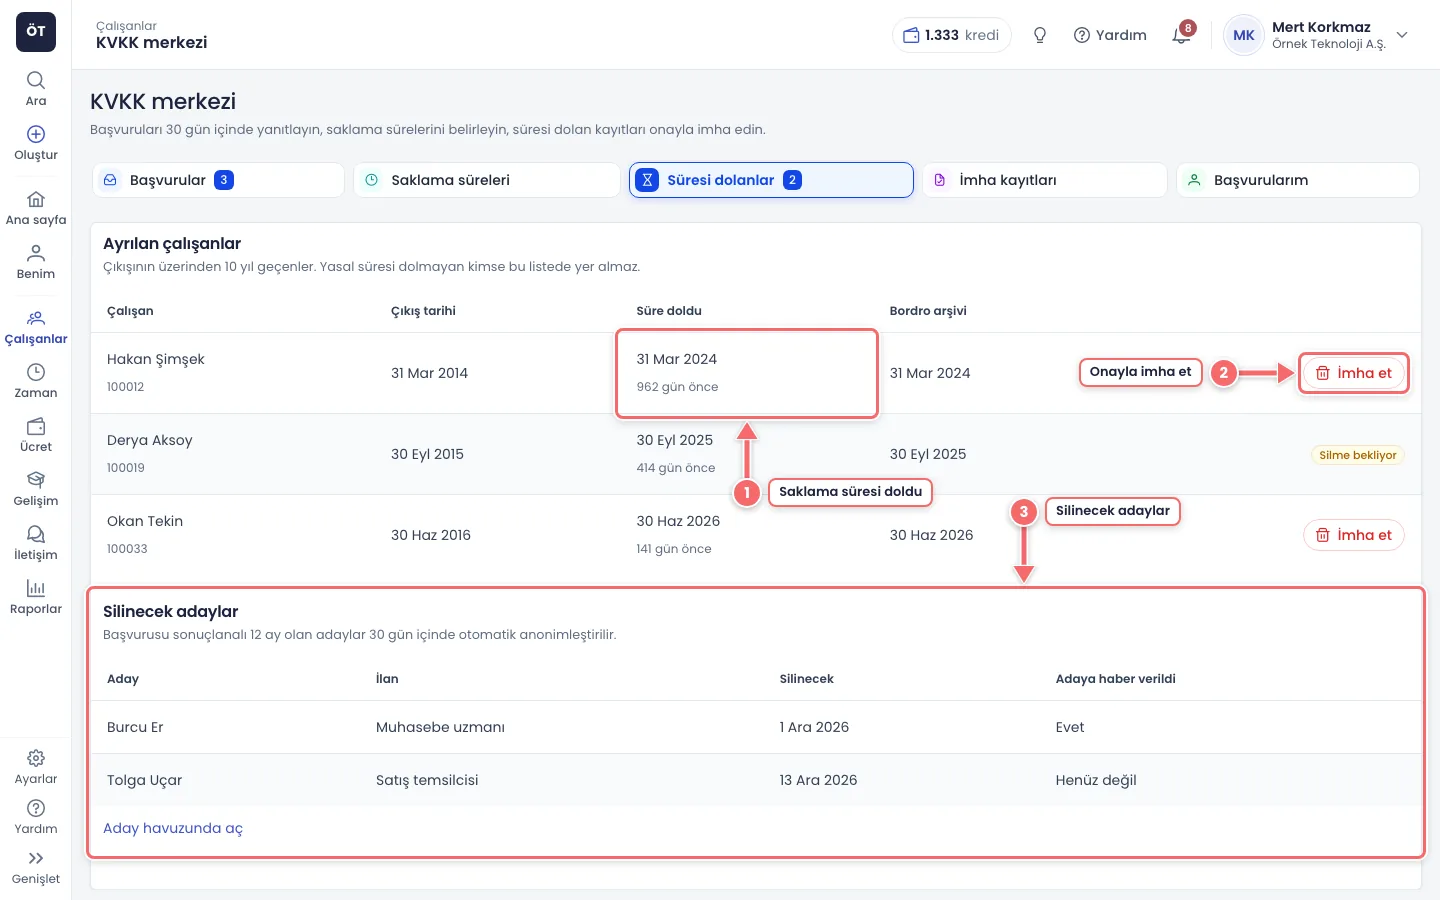 ÖT
Ara
Oluştur
Ana sayfa
Benim
Çalışanlar
Zaman
Ücret
Gelişim
İletişim
Raporlar
Ayarlar
Yardım
Genişlet
Çalışanlar
KVKK merkezi
1.333 kredi
Yardım
8
MK
Mert Korkmaz
Örnek Teknoloji A.Ş.
KVKK merkezi
Başvuruları 30 gün içinde yanıtlayın, saklama sürelerini belirleyin, süresi dolan kayıtları onayla imha edin.
Başvurular 3
Saklama süreleri
Süresi dolanlar 2
İmha kayıtları
Başvurularım
Ayrılan çalışanlar
Çıkışının üzerinden 10 yıl geçenler. Yasal süresi dolmayan kimse bu listede yer almaz.
Çalışan Çıkış tarihi Süre doldu Bordro arşivi
Hakan Şimşek
100012
31 Mar 2014
31 Mar 2024
962 gün önce
31 Mar 2024
Onayla imha et 2
İmha et
Derya Aksoy
100019
30 Eyl 2015
30 Eyl 2025
414 gün önce
30 Eyl 2025
Silme bekliyor
1 Saklama süresi doldu
Okan Tekin
100033
30 Haz 2016
30 Haz 2026
141 gün önce
30 Haz 2026
İmha et
3 Silinecek adaylar
Silinecek adaylar
Başvurusu sonuçlanalı 12 ay olan adaylar 30 gün içinde otomatik anonimleştirilir.
Aday İlan Silinecek Adaya haber verildi
Burcu Er Muhasebe uzmanı 1 Ara 2026 Evet
Tolga Uçar Satış temsilcisi 13 Ara 2026 Henüz değil
Aday havuzunda aç